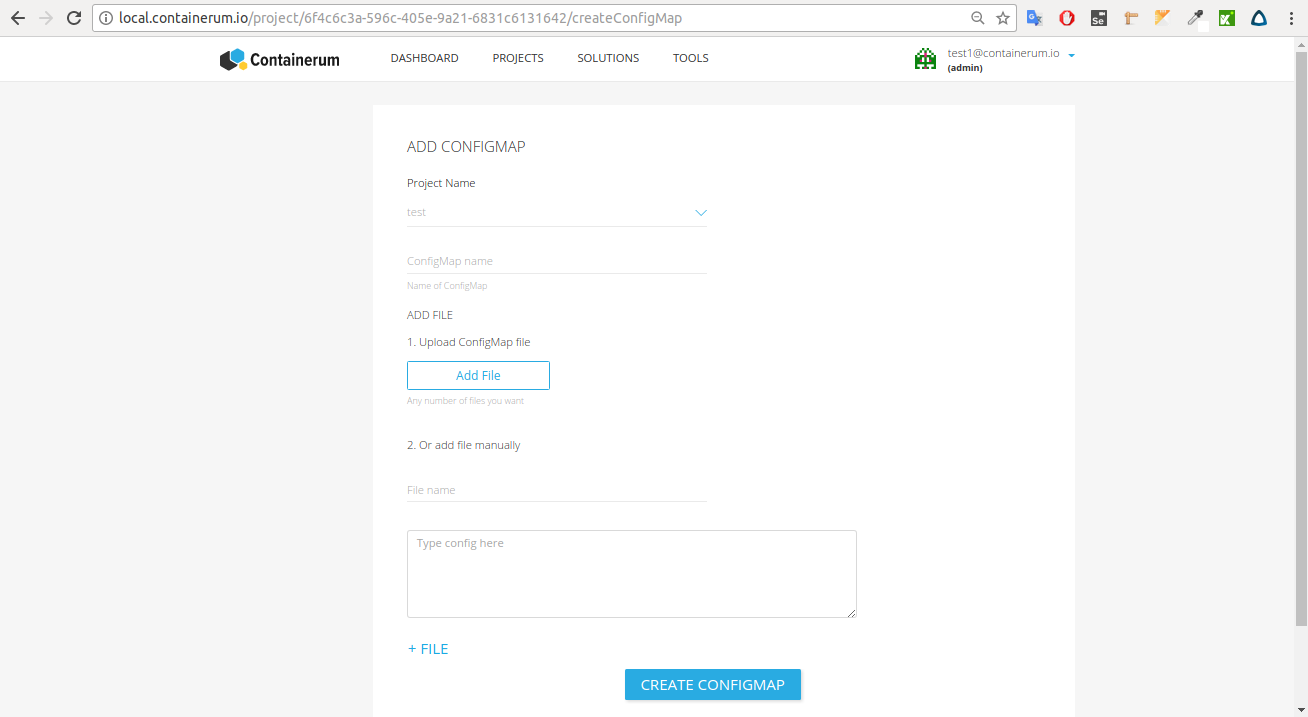 local.containerum.io/project/6f4c6c3a-596c-405e-9a21-6831c6131642/createConfigMap
Containerum
DASHBOARD PROJECTS SOLUTIONS TOOLS
test1@containerum.io
(admin)
ADD CONFIGMAP
Project Name
test
ConfigMap name
Name of ConfigMap
ADD FILE
1. Upload ConfigMap file
Add File
Any number of files you want
2. Or add file manually
File name
Type config here
+ FILE
CREATE CONFIGMAP